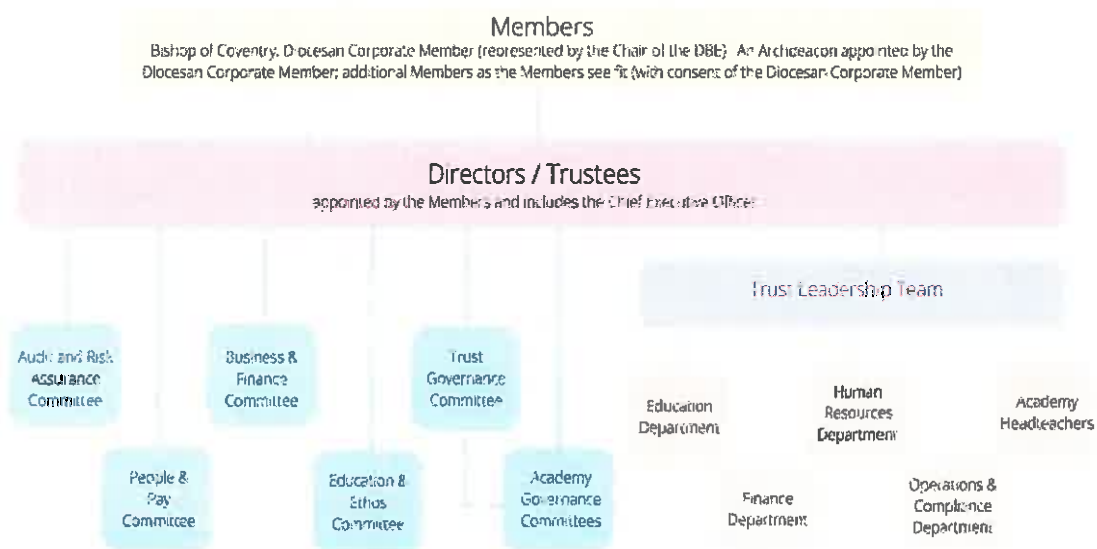 Members
Bishop of Coventry, Diocesan Corporate Member (represented by the Chair of the DBE) An Archdeacon appointed by the
Diocesan Corporate Member; additional Members as the Members see fit (with consent of the Diocesan Corporate Member)
Directors / Trustees
appointed by the Members and includes the Chief Executive Officer
Trust Leadership Team
Audit and Risk
Assurance
Committee
Business &
Finance
Committee
Trust
Governance
Committee
Education
Department
Human
Resources
Department
Academy
Headteachers
People &
Pay
Committee
Education &
Ethos
Committee
Academy
Governance
Committees
Finance
Department
Operations &
Compliance
Department